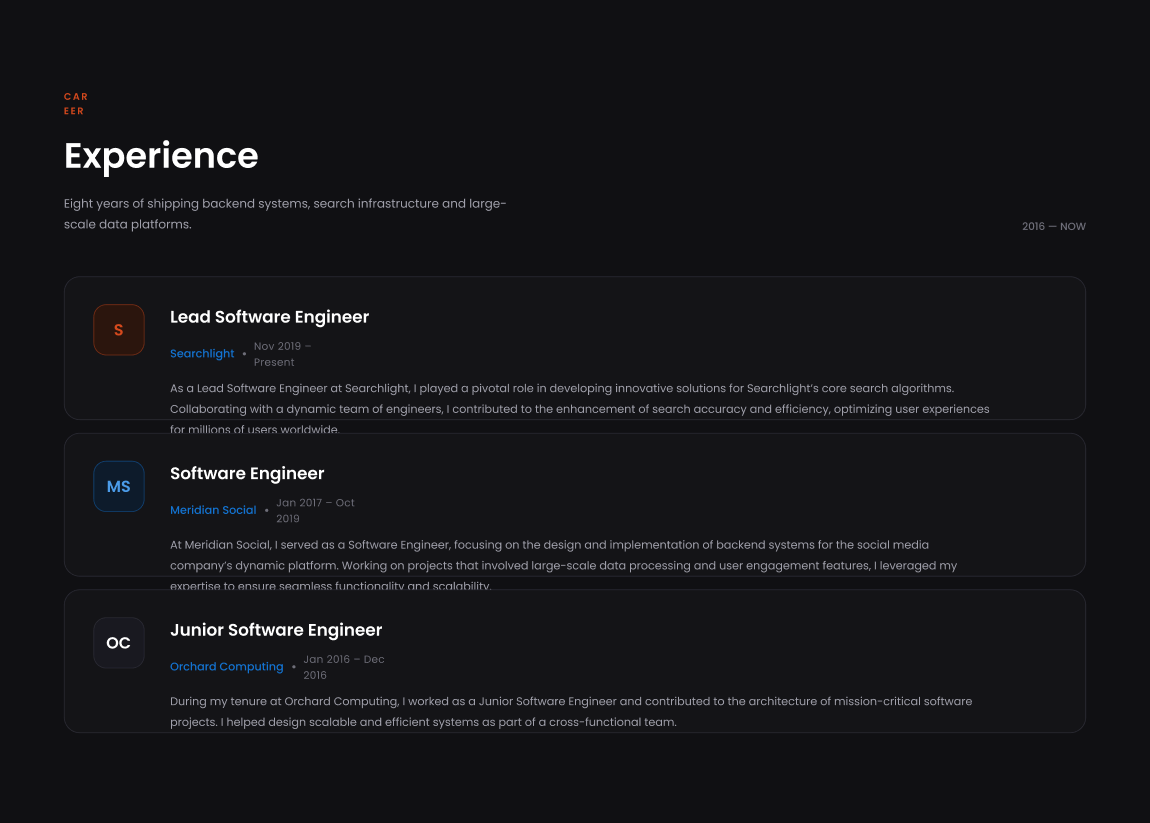 CAR
EER
Experience
Eight years of shipping backend systems, search infrastructure and large-
scale data platforms.
2016 — NOW
S
Lead Software Engineer
Searchlight • Nov 2019 –
Present
As a Lead Software Engineer at Searchlight, I played a pivotal role in developing innovative solutions for Searchlight's core search algorithms.
Collaborating with a dynamic team of engineers, I contributed to the enhancement of search accuracy and efficiency, optimizing user experiences
for millions of users worldwide.
MS
Software Engineer
Meridian Social • Jan 2017 – Oct
2019
At Meridian Social, I served as a Software Engineer, focusing on the design and implementation of backend systems for the social media
company's dynamic platform. Working on projects that involved large-scale data processing and user engagement features, I leveraged my
expertise to ensure seamless functionality and scalability.
OC
Junior Software Engineer
Orchard Computing • Jan 2016 – Dec
2016
During my tenure at Orchard Computing, I worked as a Junior Software Engineer and contributed to the architecture of mission-critical software
projects. I helped design scalable and efficient systems as part of a cross-functional team.